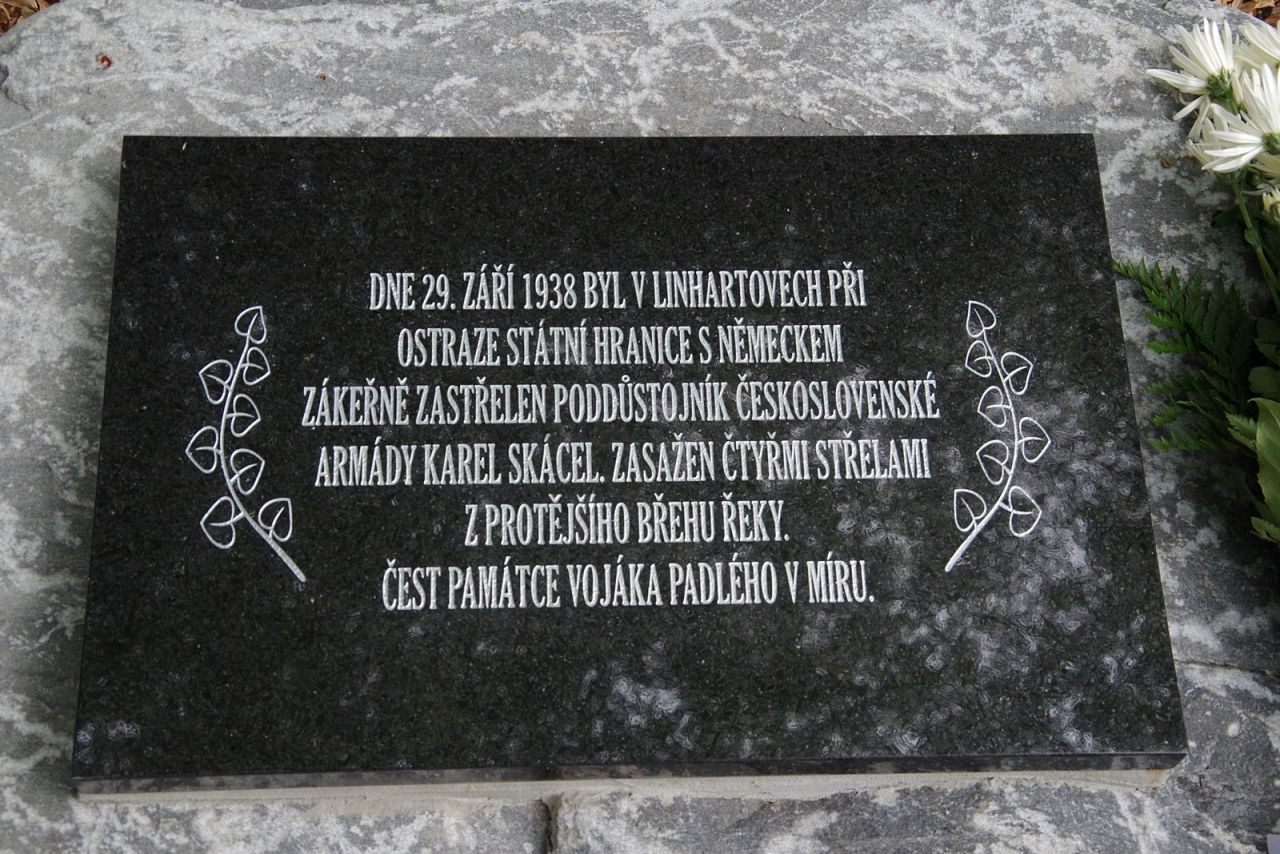 DNE 29. ZÁŘÍ 1938 BYL V LINHARTOVECH PŘI
OSTRAZE STÁTNÍ HRANICE S NĚMECKEM
ZÁKEŘNĚ ZASTŘELEN PODDŮSTOJNÍK ČESKOSLOVENSKÉ
ARMÁDY KAREL SKÁCEL. ZASAŽEN ČTYŘMI STŘELAMI
Z PROTĚJŠÍHO BŘEHU ŘEKY.
ČEST PAMÁTCE VOJÁKA PADLÉHO V MÍRU.